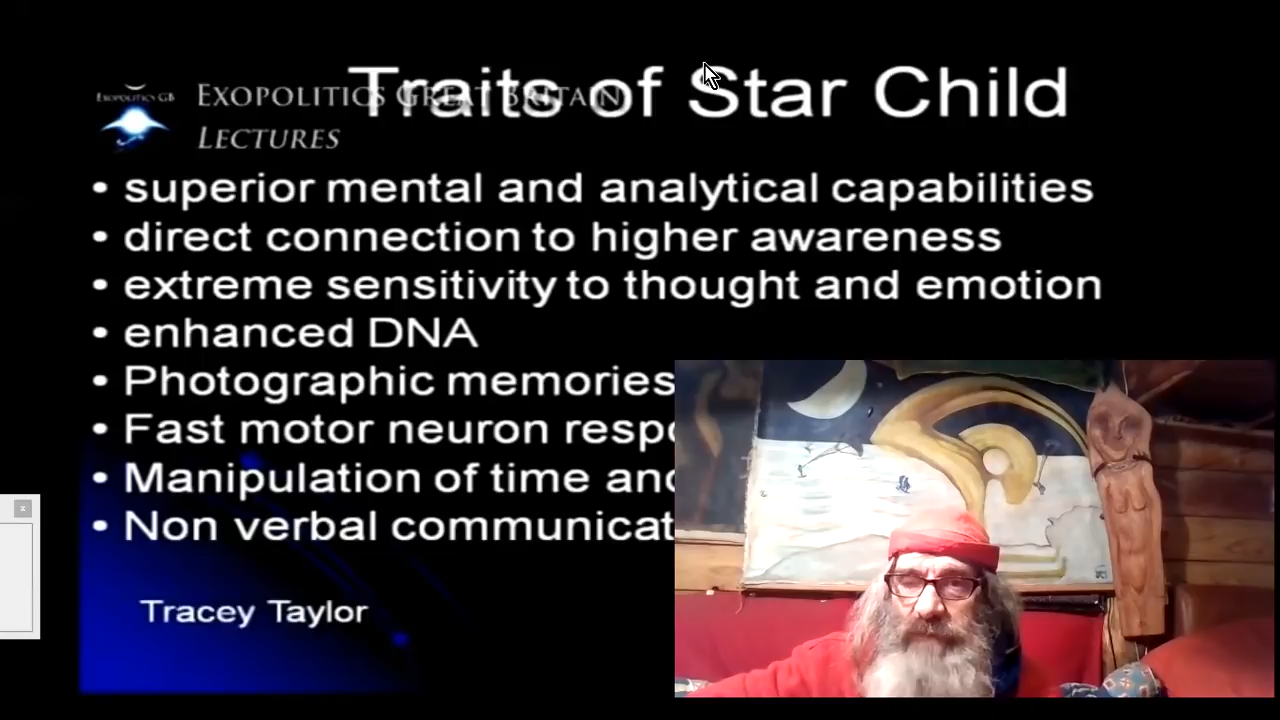 Traits of Star Child
EXOPOLITICS GB
EXOPOLITICS GREAT BRITAIN
LECTURES
• superior mental and analytical capabilities
• direct connection to higher awareness
• extreme sensitivity to thought and emotion
• enhanced DNA
• Photographic memories
• Fast motor neuron
• Manipulation of time
• Non verbal
Tracey Taylor